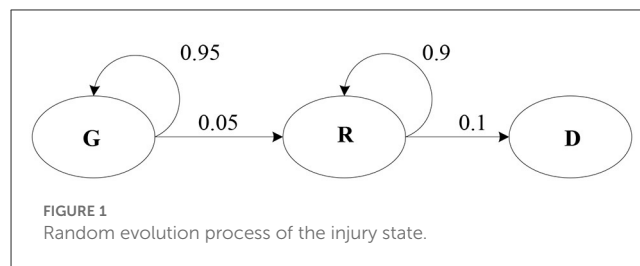 0.95
0.9
G
0.05
R
0.1
D
FIGURE 1
Random evolution process of the injury state.